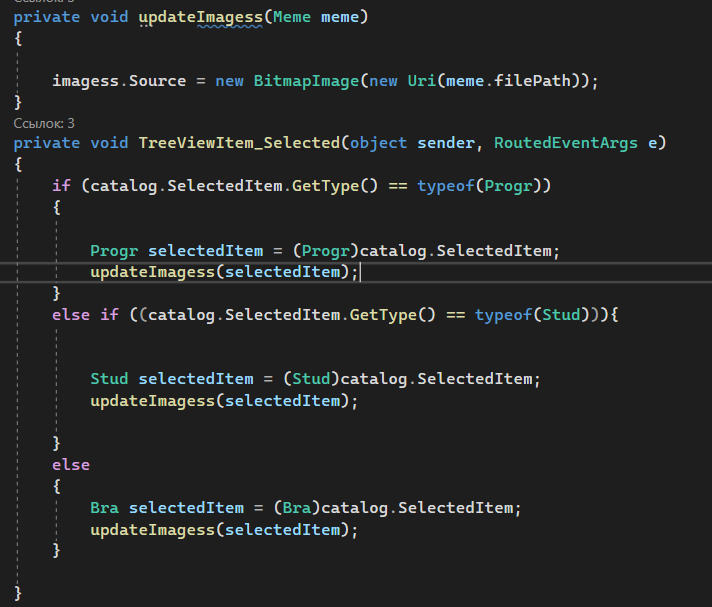 private void updateImagess(Meme meme)
{
imagess.Source = new BitmapImage(new Uri(meme.filePath));
}
Ссылок: 3
private void TreeViewItem_Selected(object sender, RoutedEventArgs e)
{
if (catalog.SelectedItem.GetType() == typeof(Progr))
{
Progr selectedItem = (Progr)catalog.SelectedItem;
updateImagess(selectedItem);
}
else if ((catalog.SelectedItem.GetType() == typeof(Stud))){
Stud selectedItem = (Stud)catalog.SelectedItem;
updateImagess(selectedItem);
}
else
{
Bra selectedItem = (Bra)catalog.SelectedItem;
updateImagess(selectedItem);
}
}